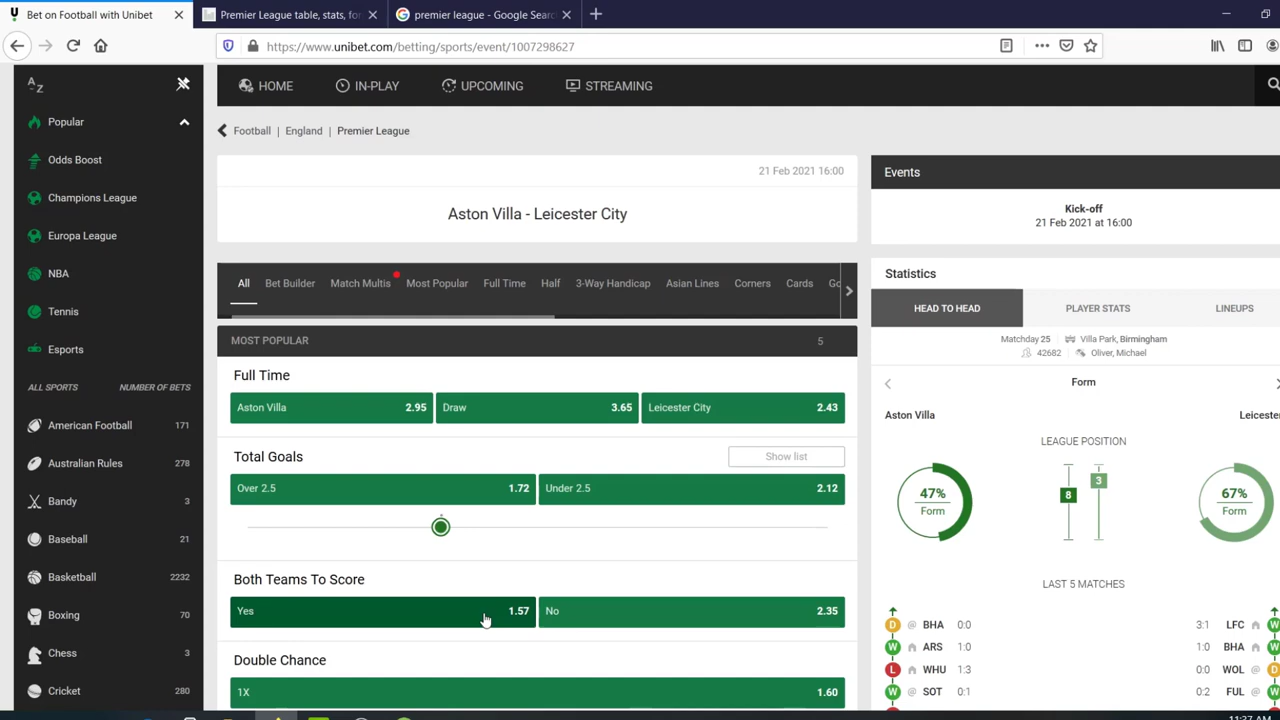 Bet on Football with Unibet
Premier League table, stats, for
premier league - Google Searc
https://www.unibet.com/betting/sports/event/1007298627
A Z
HOME
IN-PLAY
UPCOMING
STREAMING
Popular
Odds Boost
Champions League
Europa League
NBA
Tennis
Esports
ALL SPORTS NUMBER OF BETS
American Football 171
Australian Rules 278
Bandy 3
Baseball 21
Basketball 2232
Boxing 70
Chess 3
Cricket 280
Football | England | Premier League
21 Feb 2021 16:00
Aston Villa - Leicester City
All Bet Builder Match Multis Most Popular Full Time Half 3-Way Handicap Asian Lines Corners Cards Go
MOST POPULAR 5
Full Time
Aston Villa 2.95 Draw 3.65 Leicester City 2.43
Total Goals Show list
Over 2.5 1.72 Under 2.5 2.12
Both Teams To Score
Yes 1.57 No 2.35
Double Chance
1X 1.60
Events
Kick-off
21 Feb 2021 at 16:00
Statistics
HEAD TO HEAD PLAYER STATS LINEUPS
Matchday 25 Villa Park, Birmingham
42682 Oliver, Michael
Form
Aston Villa Leiceste
LEAGUE POSITION
47% Form 8 3 67% Form
LAST 5 MATCHES
D @ BHA 0:0 3:1 LFC W
W ARS 1:0 1:0 BHA W
L WHU 1:3 0:0 WOL @ D
W @ SOT 0:1 0:2 FUL @ W
11:37 AM